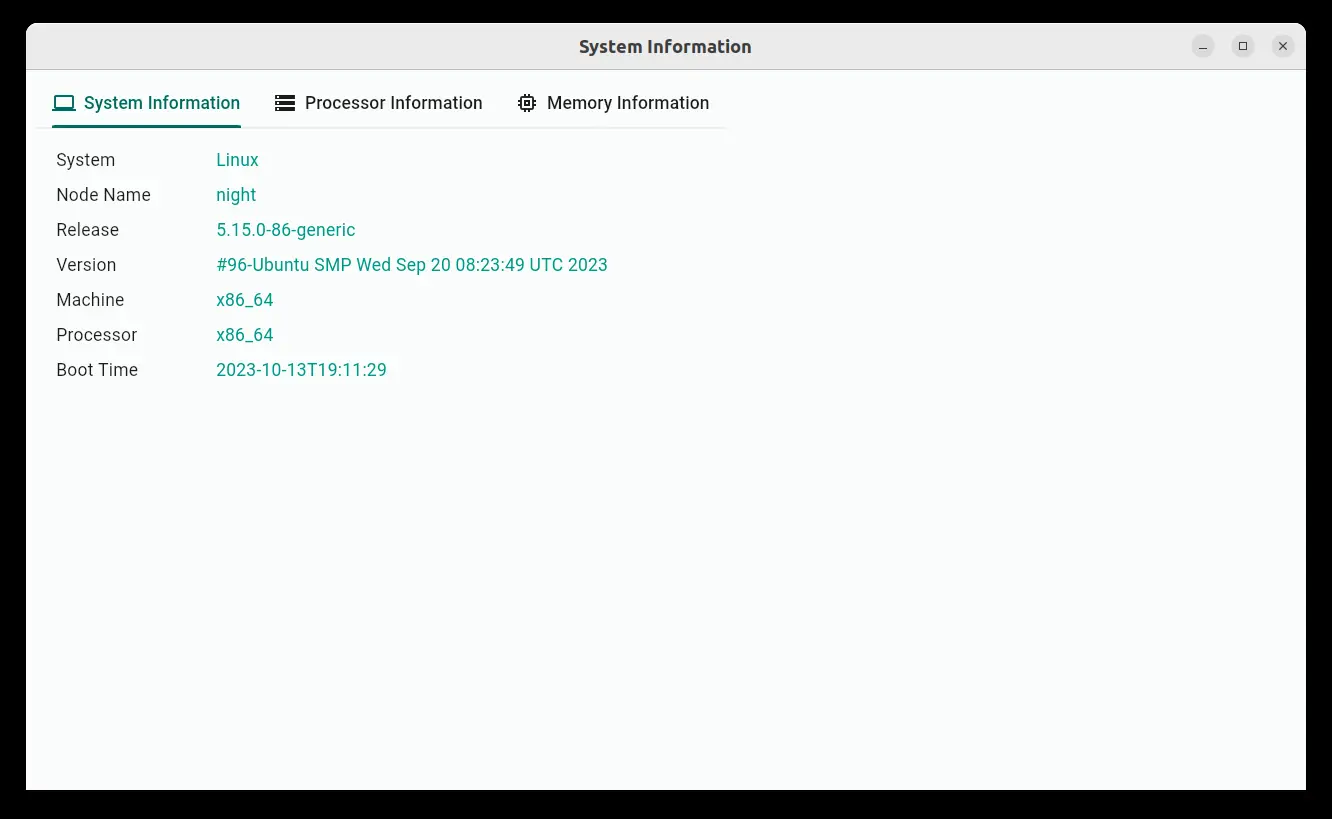 System Information
System Information Processor Information Memory Information
System Linux
Node Name night
Release 5.15.0-86-generic
Version #96-Ubuntu SMP Wed Sep 20 08:23:49 UTC 2023
Machine x86_64
Processor x86_64
Boot Time 2023-10-13T19:11:29